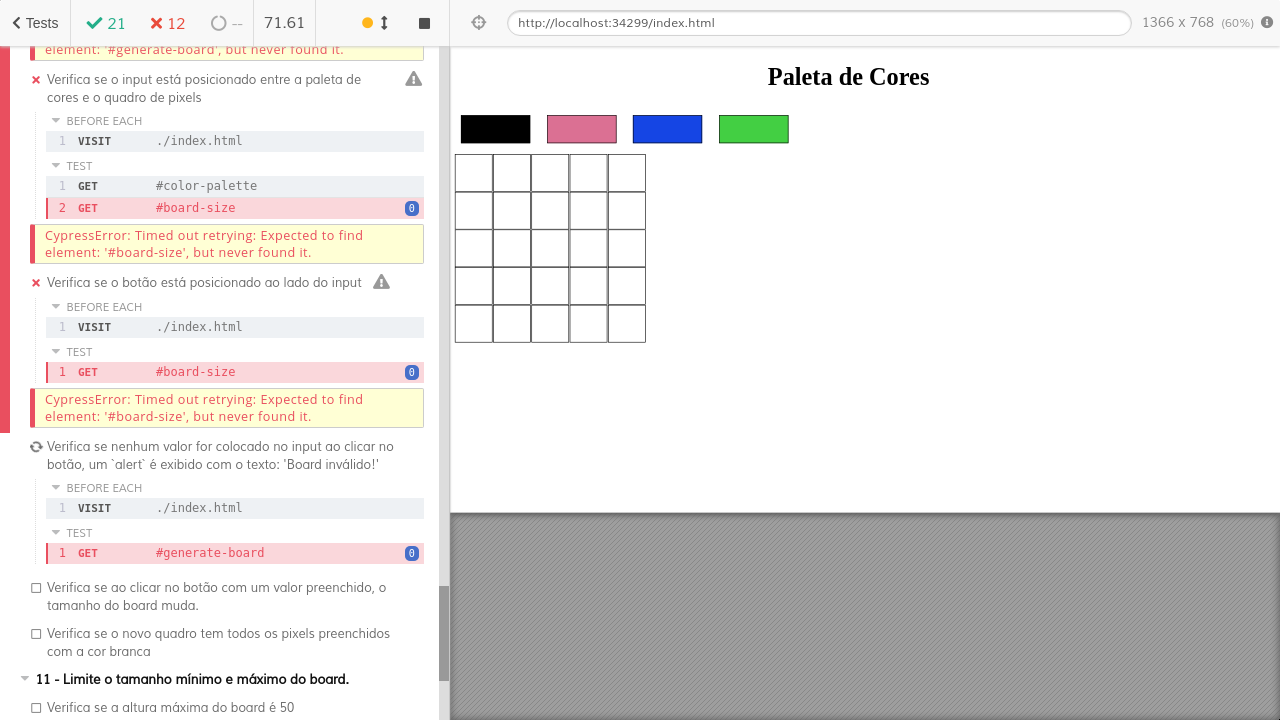 Tests
21
12
--
71.61
http://localhost:34299/index.html
1366 x 768 (60%)
element: '#generate-board', but never found it.
Verifica se o input está posicionado entre a paleta de
cores e o quadro de pixels
BEFORE EACH
1 VISIT ./index.html
TEST
1 GET #color-palette
2 GET #board-size 0
CypressError: Timed out retrying: Expected to find
element: '#board-size', but never found it.
Verifica se o botão está posicionado ao lado do input
BEFORE EACH
1 VISIT ./index.html
TEST
1 GET #board-size 0
CypressError: Timed out retrying: Expected to find
element: '#board-size', but never found it.
Verifica se nenhum valor for colocado no input ao clicar no
botão, um `alert` é exibido com o texto: 'Board inválido!'
BEFORE EACH
1 VISIT ./index.html
TEST
1 GET #generate-board 0
Verifica se ao clicar no botão com um valor preenchido, o
tamanho do board muda.
Verifica se o novo quadro tem todos os pixels preenchidos
com a cor branca
11 - Limite o tamanho mínimo e máximo do board.
Verifica se a altura máxima do board é 50
Paleta de Cores